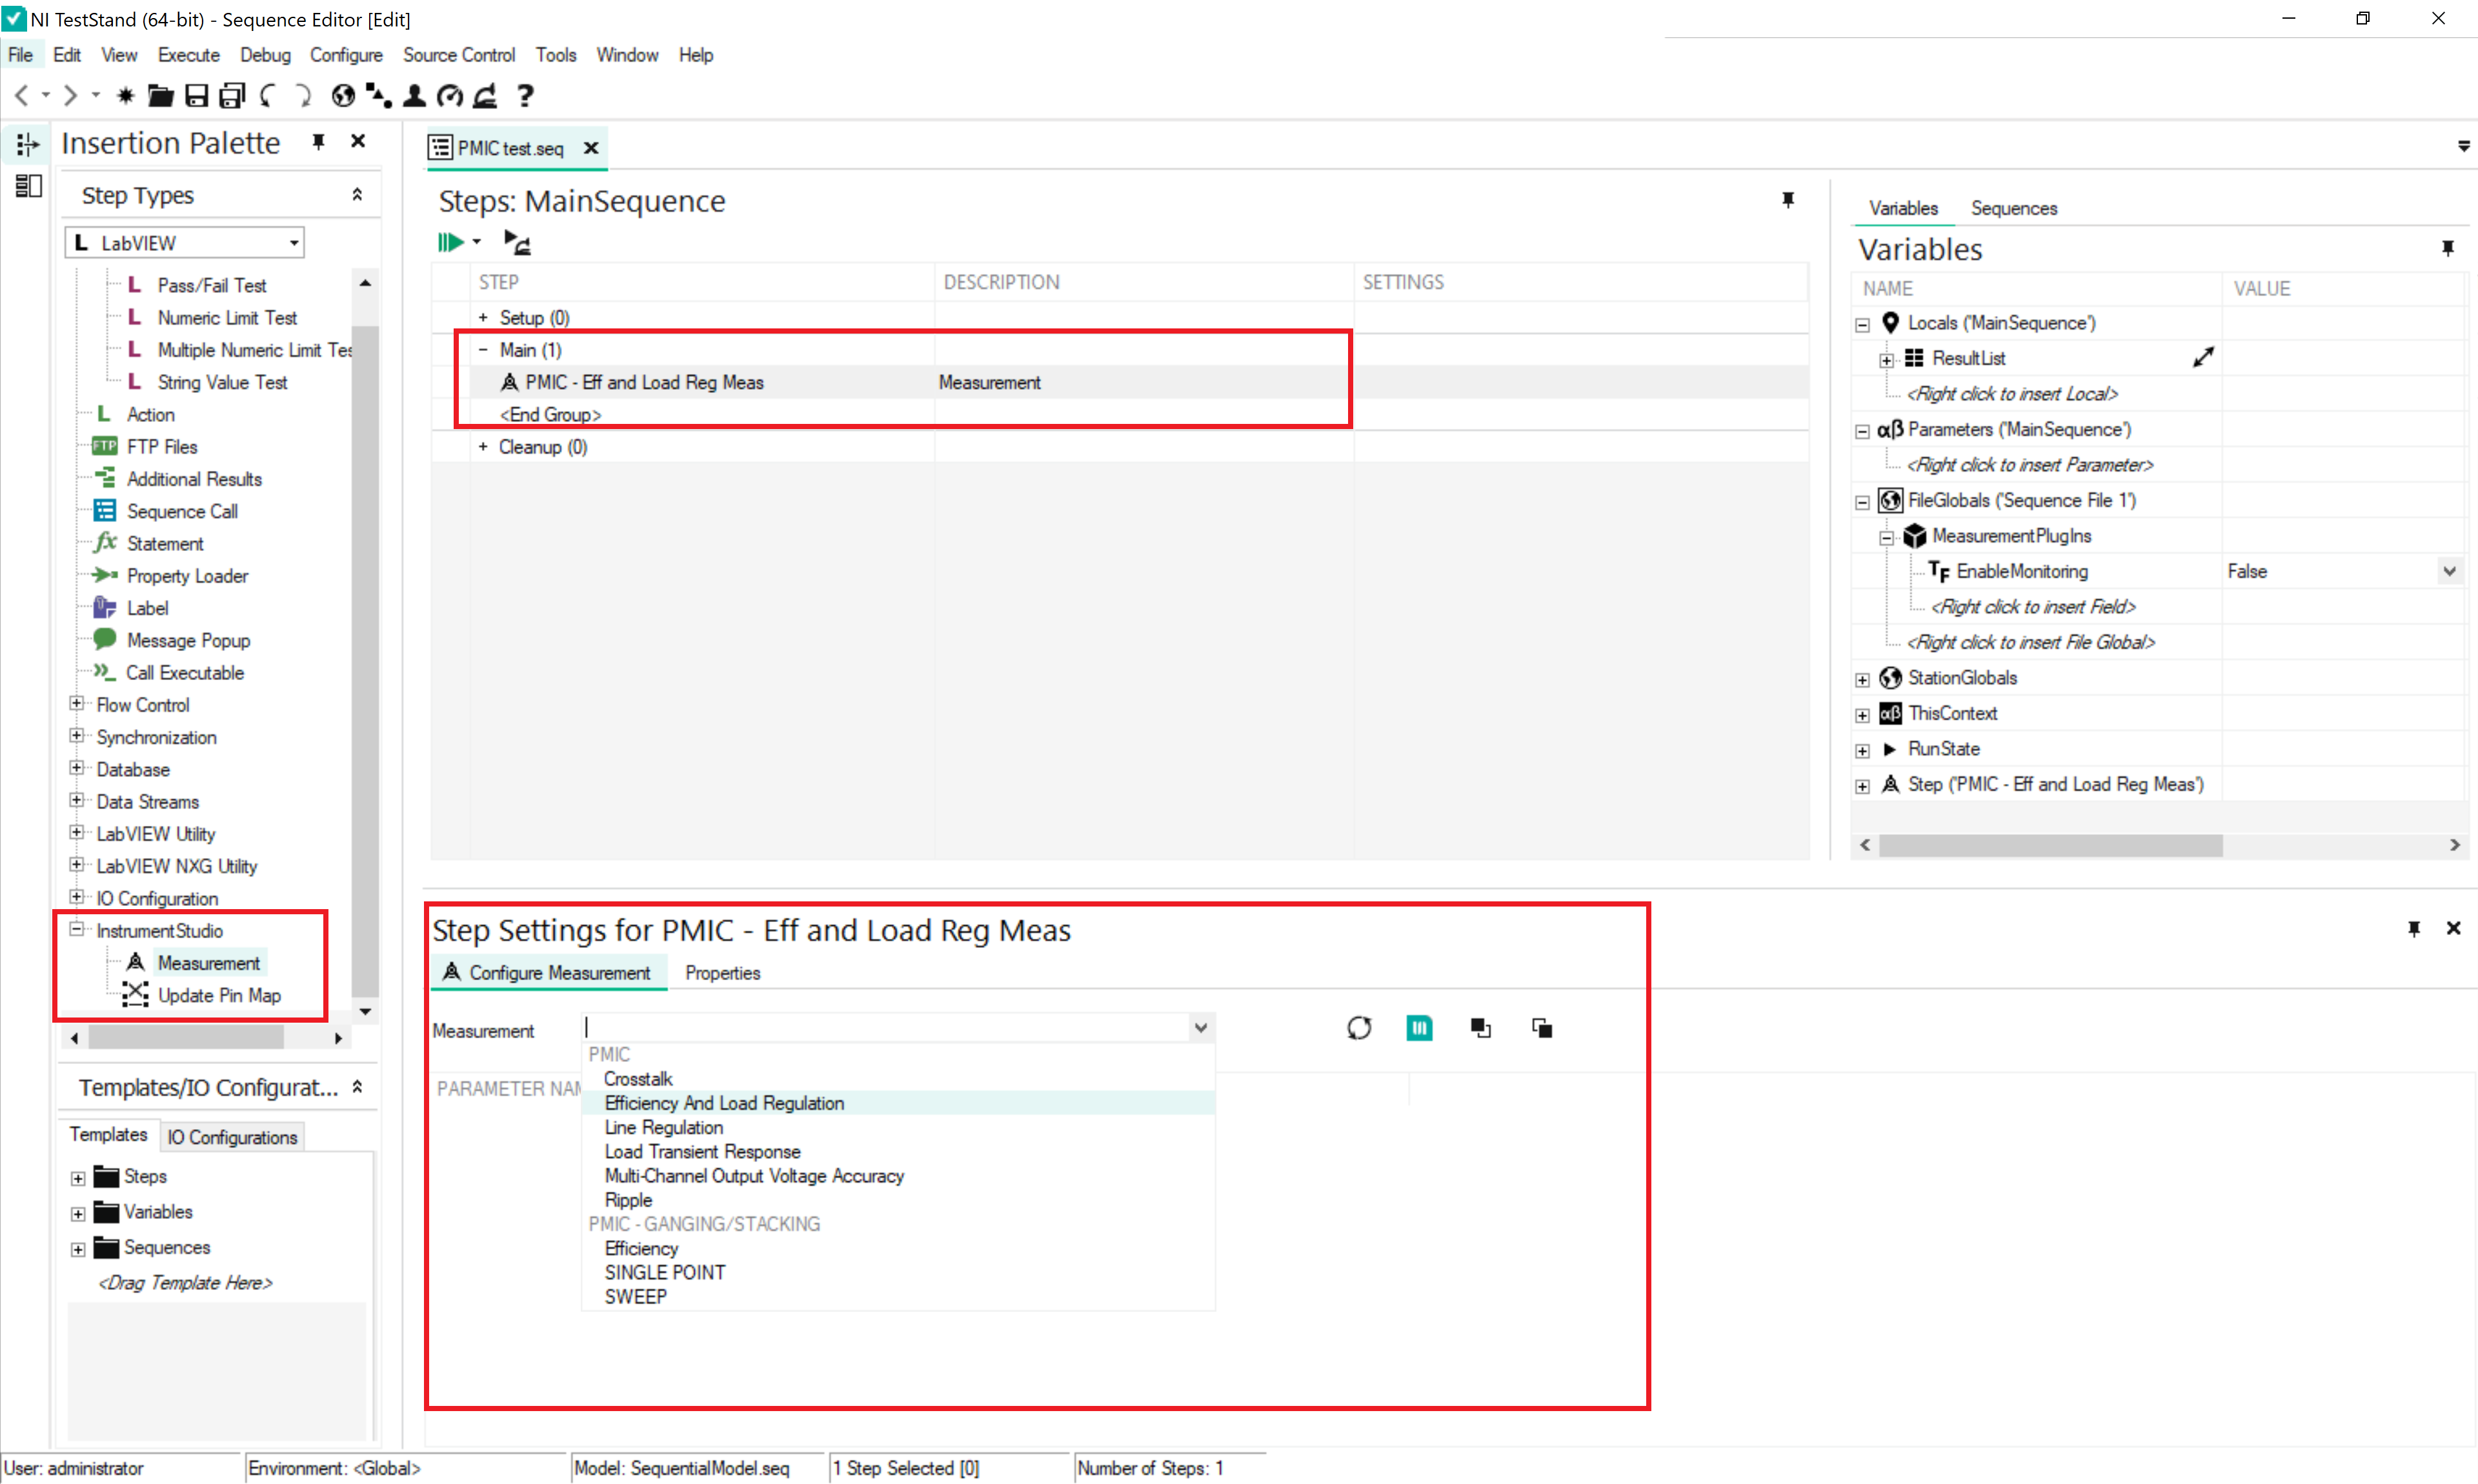 NI TestStand (64-bit) - Sequence Editor [Edit]
File Edit View Execute Debug Configure Source Control Tools Window Help
Insertion Palette
Step Types
L LabVIEW
L Pass/Fail Test
L Numeric Limit Test
L Multiple Numeric Limit Tes
L String Value Test
L Action
FTP FTP Files
Additional Results
Sequence Call
fx Statement
Property Loader
Label
Message Popup
Call Executable
Flow Control
Synchronization
Database
Data Streams
LabVIEW Utility
LabVIEW NXG Utility
IO Configuration
InstrumentStudio
Measurement
Update Pin Map
Templates/IO Configurat...
Templates IO Configurations
Steps
Variables
Sequences
<Drag Template Here>
PMIC test.seq
Steps: MainSequence
STEP DESCRIPTION SETTINGS
+ Setup (0)
- Main (1)
PMIC - Eff and Load Reg Meas Measurement
<End Group>
+ Cleanup (0)
Variables Sequences
Variables
NAME VALUE
Locals ('MainSequence')
ResultList
<Right click to insert Local>
αβ Parameters ('MainSequence')
<Right click to insert Parameter>
FileGlobals ('Sequence File 1')
MeasurementPlugIns
TF EnableMonitoring False
<Right click to insert Field>
<Right click to insert File Global>
StationGlobals
αβ ThisContext
RunState
Step ('PMIC - Eff and Load Reg Meas')
Step Settings for PMIC - Eff and Load Reg Meas
Configure Measurement Properties
Measurement
PARAMETER NAM
PMIC
Crosstalk
Efficiency And Load Regulation
Line Regulation
Load Transient Response
Multi-Channel Output Voltage Accuracy
Ripple
PMIC - GANGING/STACKING
Efficiency
SINGLE POINT
SWEEP
User: administrator Environment: <Global> Model: SequentialModel.seq 1 Step Selected [0] Number of Steps: 1